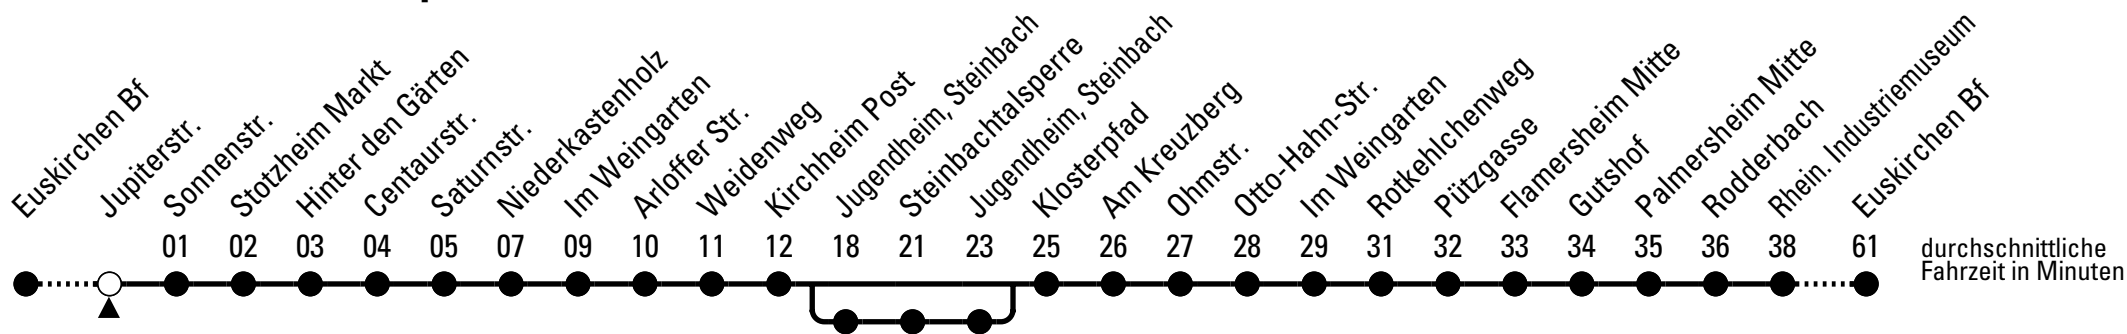 Euskirchen Bf
Jupiterstr.
Sonnenstr.
Stotzheim Markt
Hinter den Gärten
Centaurstr.
Saturnstr.
Niederkastenholz
Im Weingarten
Arloffer Str.
Weidenweg
Kirchheim Post
Jugendheim, Steinbach
Steinbachtalsperre
Jugendheim, Steinbach
Klosterpfad
Am Kreuzberg
Ohmstr.
Otto-Hahn-Str.
Im Weingarten
Rotkehlchenweg
Pützgasse
Flamersheim Mitte
Gutshof
Palmersheim Mitte
Rodderbach
Rhein. Industriemuseum
Euskirchen Bf
01 02 03 04 05 07 09 10 11 12 18 21 23 25 26 27 28 29 31 32 33 34 35 36 38 61
durchschnittliche
Fahrzeit in Minuten